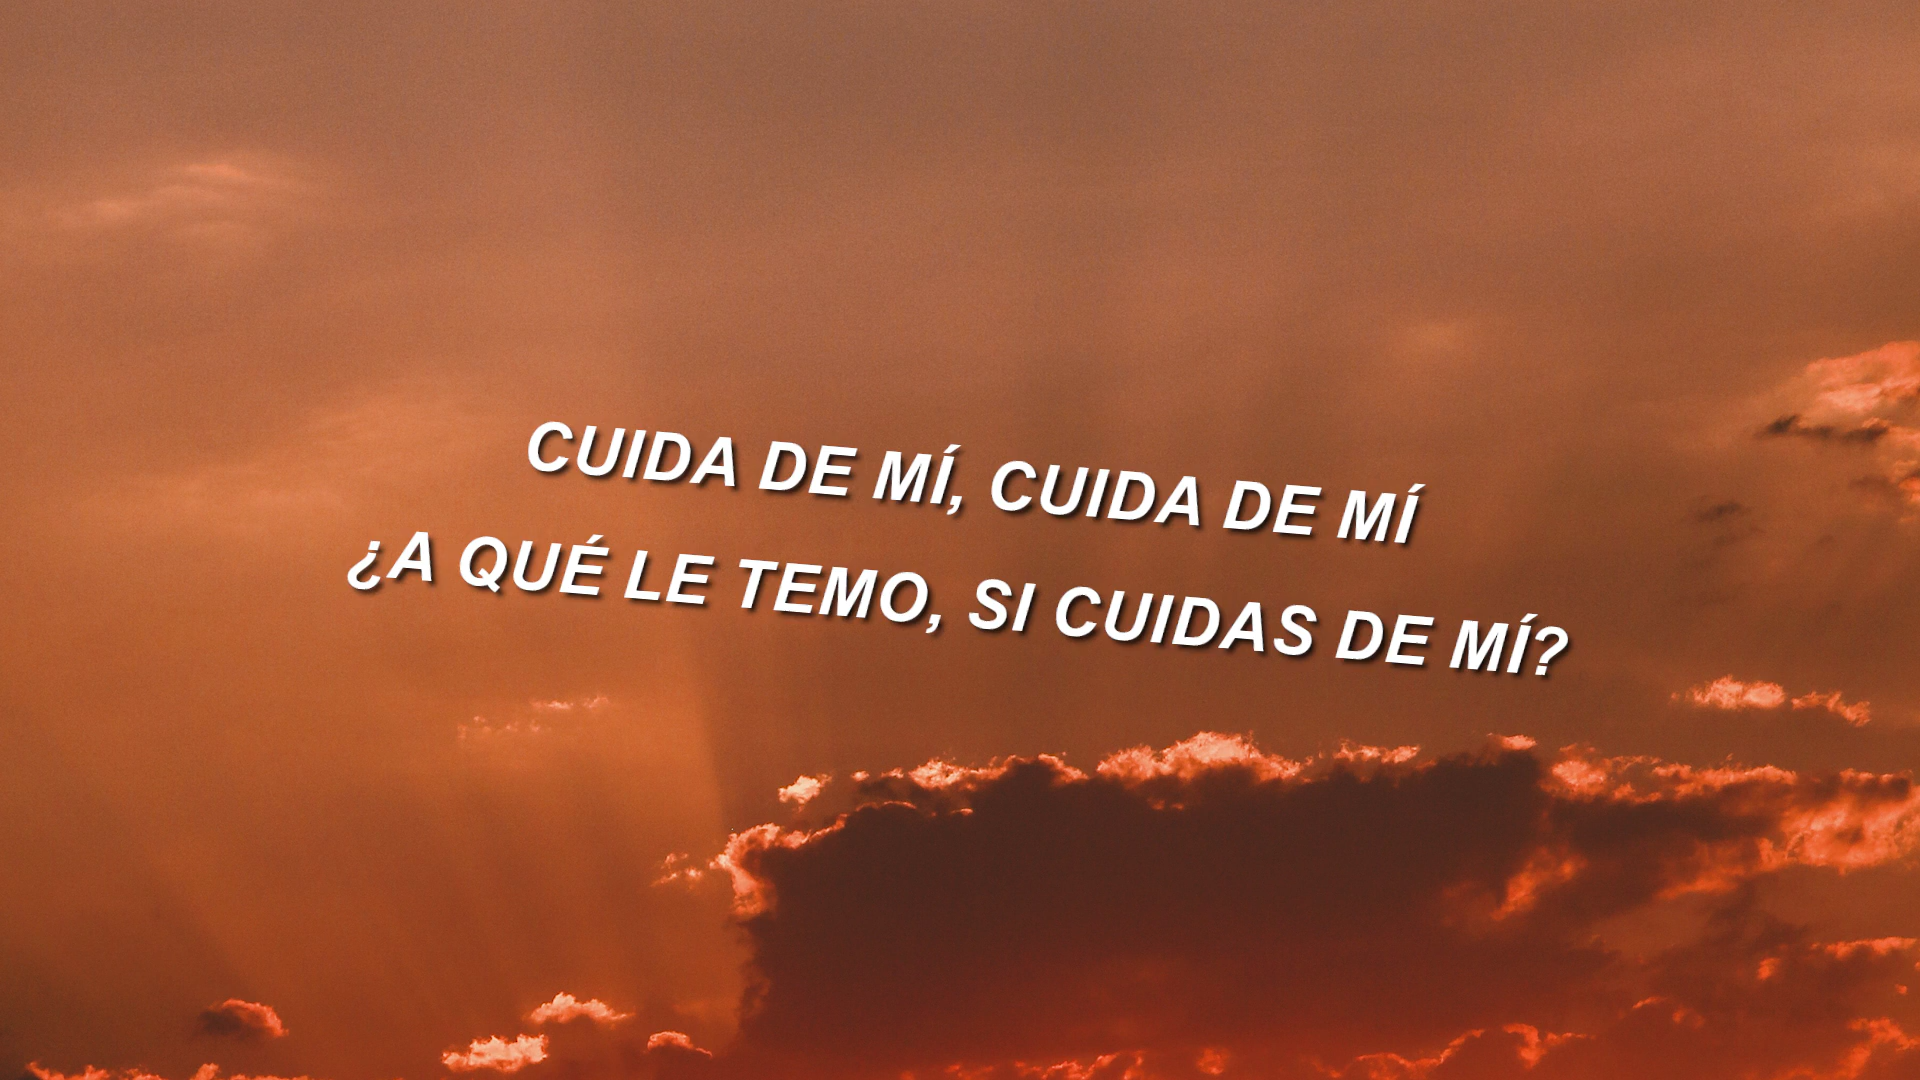 CUIDA DE MÍ, CUIDA DE MÍ
¿A QUÉ LE TEMO, SI CUIDAS DE MÍ?